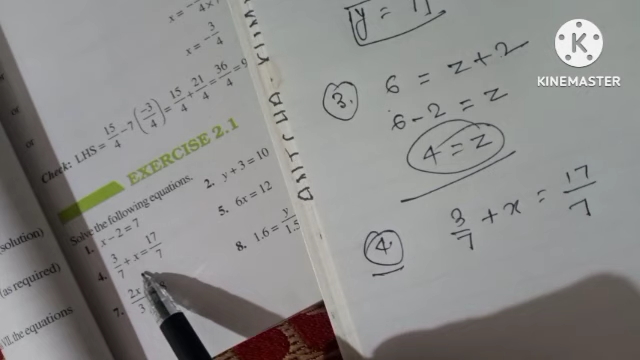 x = -3/4
Check: LHS = 15/4 - 7(-3/4) = 15/4 + 21/4 = 36/4 = 9
or
or
EXERCISE 2.1
Solve the following equations.
1. x - 2 = 7
2. y + 3 = 10
4. 3/7 + x = 17/7
5. 6x = 12
7. 2x/3
8. 1.6 = y/1.5
solution)
(as required)
the equations
3. 6 = z + 2
6 - 2 = z
4 = z
4. 3/7 + x = 17/7
K
KINEMASTER